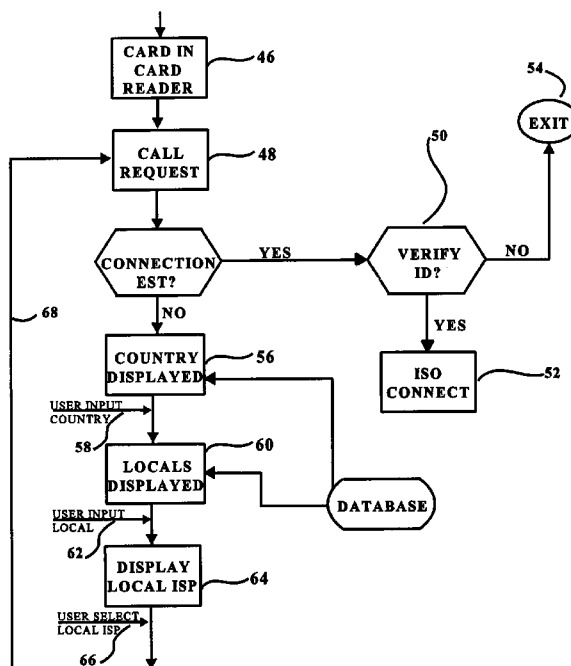 CARD IN
CARD
READER
46
54
EXIT
CALL
REQUEST
48
50
CONNECTION
EST?
YES
VERIFY
ID?
NO
68
NO
YES
COUNTRY
DISPLAYED
56
ISO
CONNECT
52
USER INPUT
COUNTRY
58
LOCALS
DISPLAYED
60
DATABASE
USER INPUT
LOCAL
62
DISPLAY
LOCAL ISP
64
USER SELECT
LOCAL ISP
66